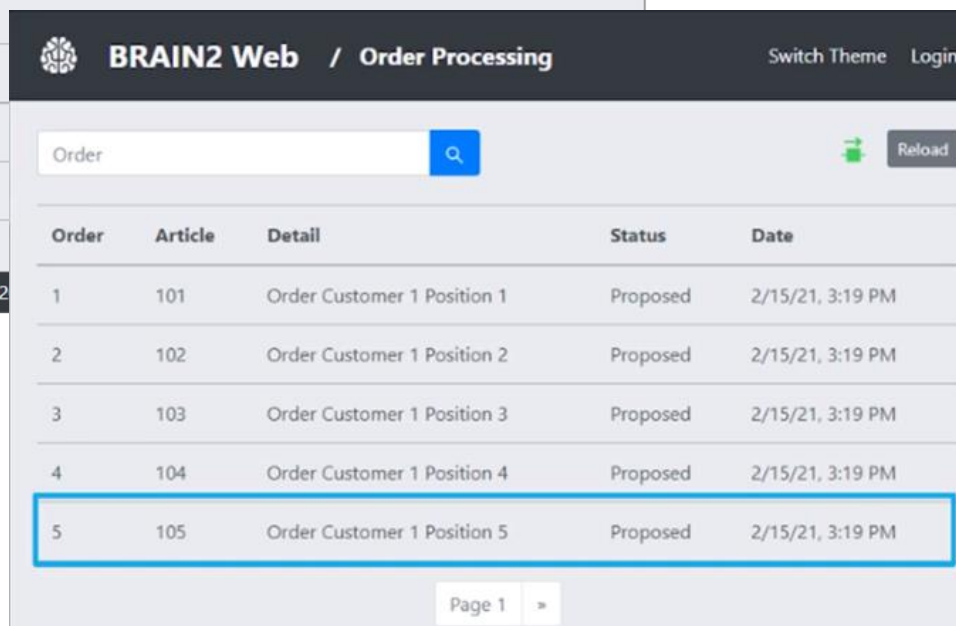 BRAIN2 Web / Order Processing Switch Theme Login
Order Reload
Order Article Detail Status Date
1 101 Order Customer 1 Position 1 Proposed 2/15/21, 3:19 PM
2
2 102 Order Customer 1 Position 2 Proposed 2/15/21, 3:19 PM
3 103 Order Customer 1 Position 3 Proposed 2/15/21, 3:19 PM
4 104 Order Customer 1 Position 4 Proposed 2/15/21, 3:19 PM
5 105 Order Customer 1 Position 5 Proposed 2/15/21, 3:19 PM
Page 1 »